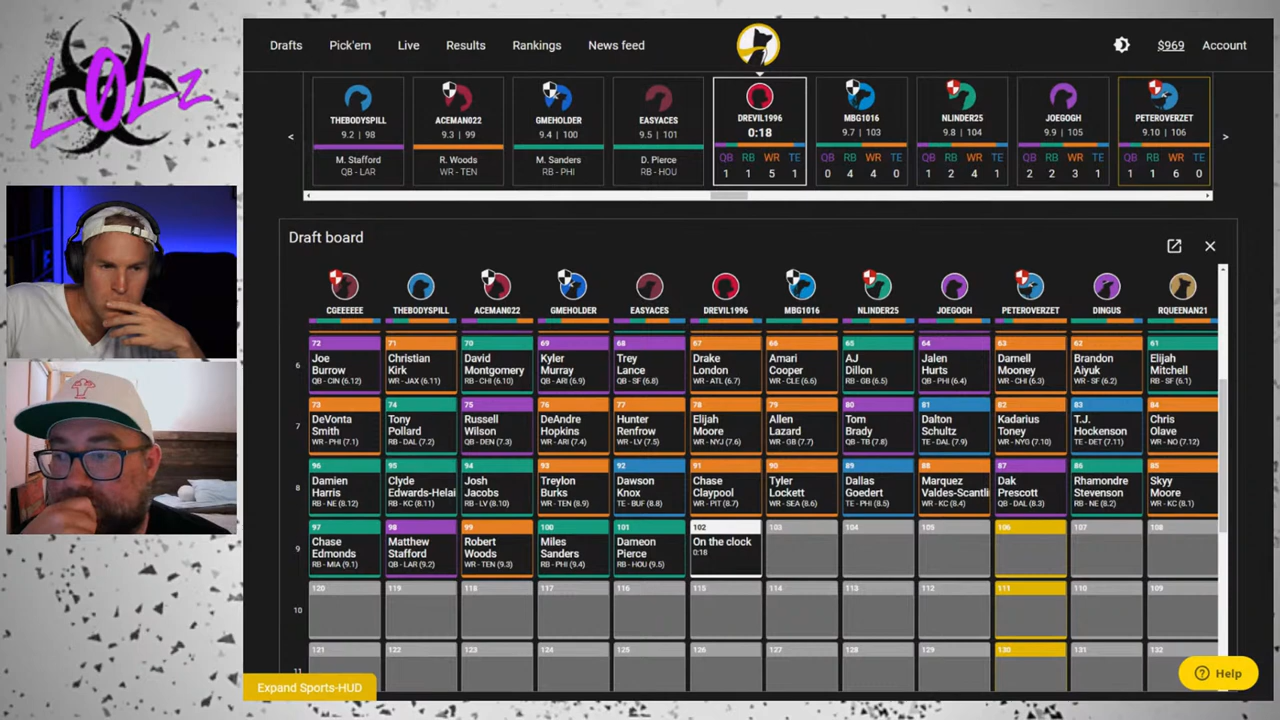 L0Lz
Drafts Pick'em Live Results Rankings News feed $969 Account
<
THEBODYSPILL
9.2 | 98
M. Stafford
QB - LAR
ACEMAN022
9.3 | 99
R. Woods
WR - TEN
GMEHOLDER
9.4 | 100
M. Sanders
RB - PHI
EASYACES
9.5 | 101
D. Pierce
RB - HOU
DREVIL1996
0:18
QB RB WR TE
1 1 5 1
MBG1016
9.7 | 103
QB RB WR TE
0 4 4 0
NLINDER25
9.8 | 104
QB RB WR TE
1 2 4 1
JOEGOGH
9.9 | 105
QB RB WR TE
2 2 3 1
PETEROVERZET
9.10 | 106
QB RB WR TE
1 1 6 0
>
Draft board
CGEEEEEE THEBODYSPILL ACEMAN022 GMEHOLDER EASYACES DREVIL1996 MBG1016 NLINDER25 JOEGOGH PETEROVERZET DINGUS RQUEENAN21
6
72 71 70 69 68 67 66 65 64 63 62 61
Joe Christian David Kyler Trey Drake Amari AJ Jalen Darnell Brandon Elijah
Burrow Kirk Montgomery Murray Lance London Cooper Dillon Hurts Mooney Aiyuk Mitchell
QB - CIN (6.12) WR - JAX (6.11) RB - CHI (6.10) QB - ARI (6.9) QB - SF (6.8) WR - ATL (6.7) WR - CLE (6.6) RB - GB (6.5) QB - PHI (6.4) WR - CHI (6.3) WR - SF (6.2) RB - SF (6.1)
7
73 74 75 76 77 78 79 80 81 82 83 84
DeVonta Tony Russell DeAndre Hunter Elijah Allen Tom Dalton Kadarius T.J. Chris
Smith Pollard Wilson Hopkins Renfrow Moore Lazard Brady Schultz Toney Hockenson Olave
WR - PHI (7.1) RB - DAL (7.2) QB - DEN (7.3) WR - ARI (7.4) WR - LV (7.5) WR - NYJ (7.6) WR - GB (7.7) QB - TB (7.8) TE - DAL (7.9) WR - NYG (7.10) TE - DET (7.11) WR - NO (7.12)
8
96 95 94 93 92 91 90 89 88 87 86 85
Damien Clyde Josh Treylon Dawson Chase Tyler Dallas Marquez Dak Rhamondre Skyy
Harris Edwards-Helai Jacobs Burks Knox Claypool Lockett Goedert Valdes-Scantli Prescott Stevenson Moore
RB - NE (8.12) RB - KC (8.11) RB - LV (8.10) WR - TEN (8.9) TE - BUF (8.8) WR - PIT (8.7) WR - SEA (8.6) TE - PHI (8.5) WR - KC (8.4) QB - DAL (8.3) RB - NE (8.2) WR - KC (8.1)
9
97 98 99 100 101 102 103 104 105 106 107 108
Chase Matthew Robert Miles Dameon On the clock
Edmonds Stafford Woods Sanders Pierce 0:18
RB - MIA (9.1) QB - LAR (9.2) WR - TEN (9.3) RB - PHI (9.4) RB - HOU (9.5)
10
120 119 118 117 116 115 114 113 112 111 110 109
11
121 122 123 124 125 126 127 128 129 130 131 132
Expand Sports-HUD
Help